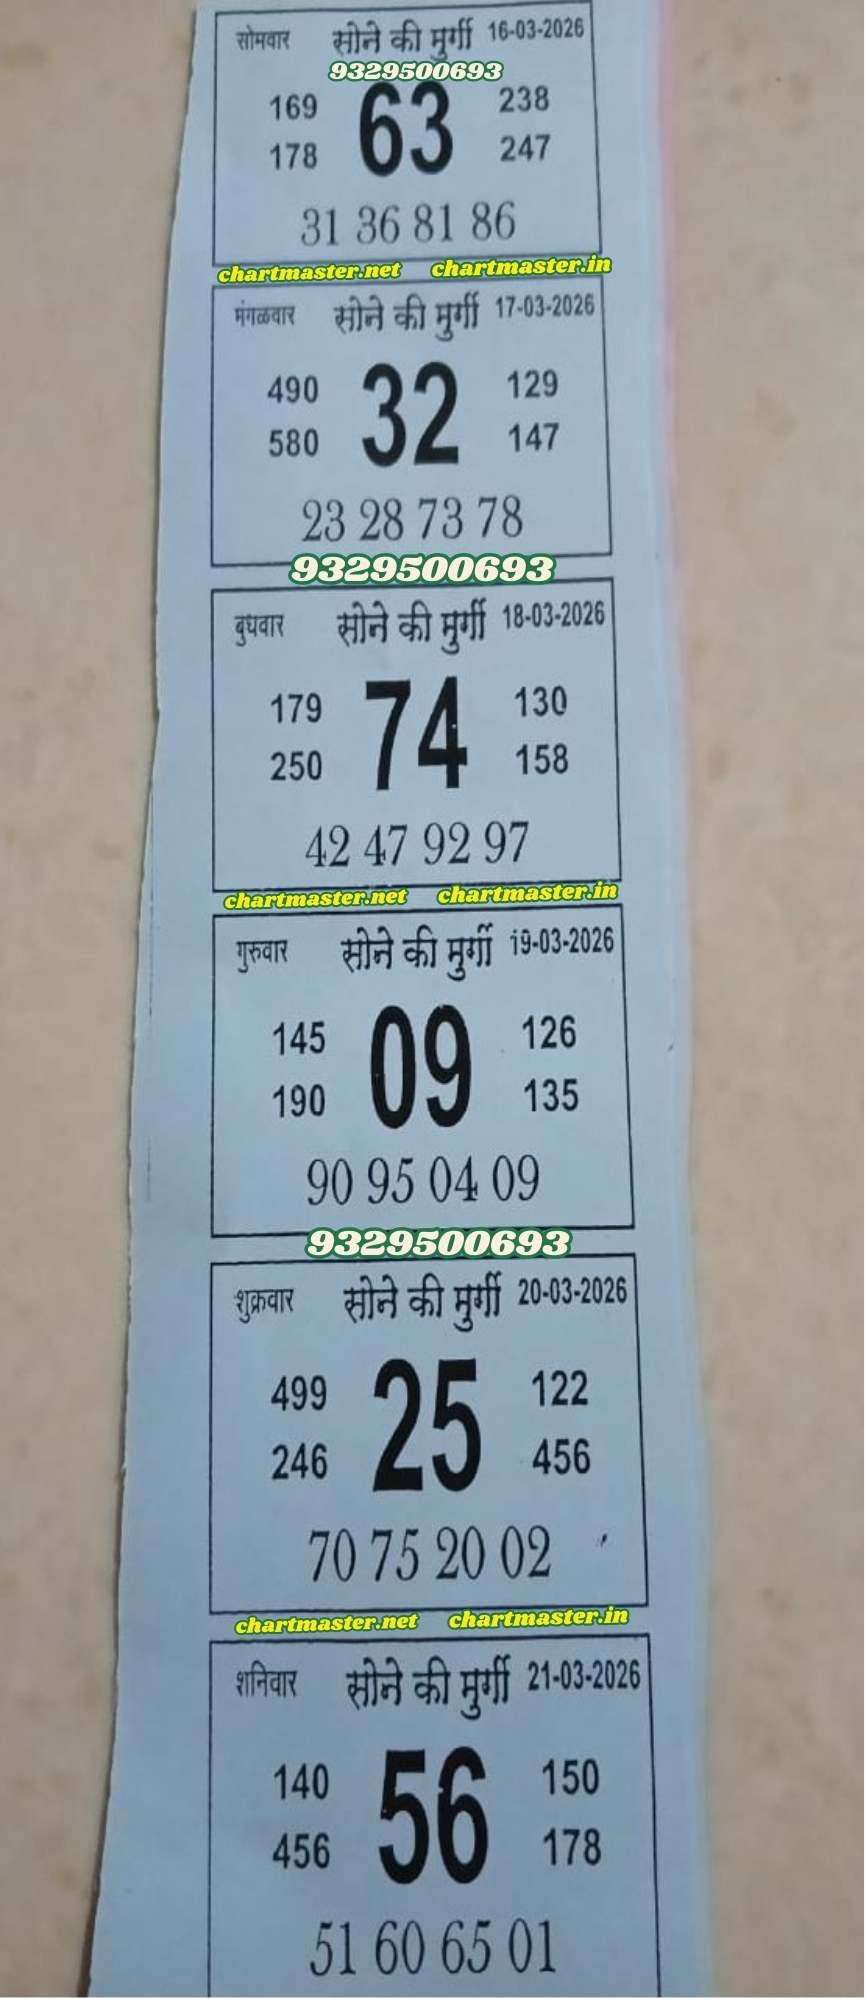 सोमवार सोने की मुर्गी 16-03-2026
9329500693
169 63 238
178 247
31 36 81 86
chartmaster.net chartmaster.in
मंगळवार सोने की मुर्गी 17-03-2026
490 32 129
580 147
23 28 73 78
9329500693
बुधवार सोने की मुर्गी 18-03-2026
179 74 130
250 158
42 47 92 97
chartmaster.net chartmaster.in
गुरुवार सोने की मुर्गी 19-03-2026
145 09 126
190 135
90 95 04 09
9329500693
शुक्रवार सोने की मुर्गी 20-03-2026
499 25 122
246 456
70 75 20 02
chartmaster.net chartmaster.in
शनिवार सोने की मुर्गी 21-03-2026
140 56 150
456 178
51 60 65 01